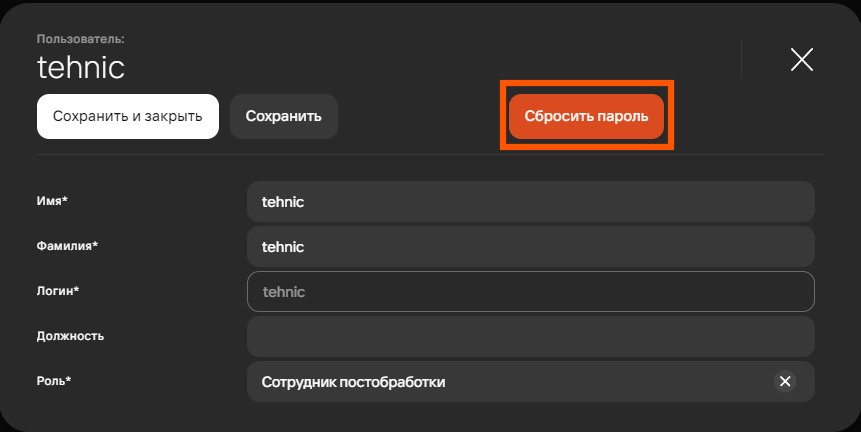 Пользователь:
tehnic
Сохранить и закрыть
Сохранить
Сбросить пароль
Имя* tehnic
Фамилия* tehnic
Логин* tehnic
Должность
Роль* Сотрудник постобработки